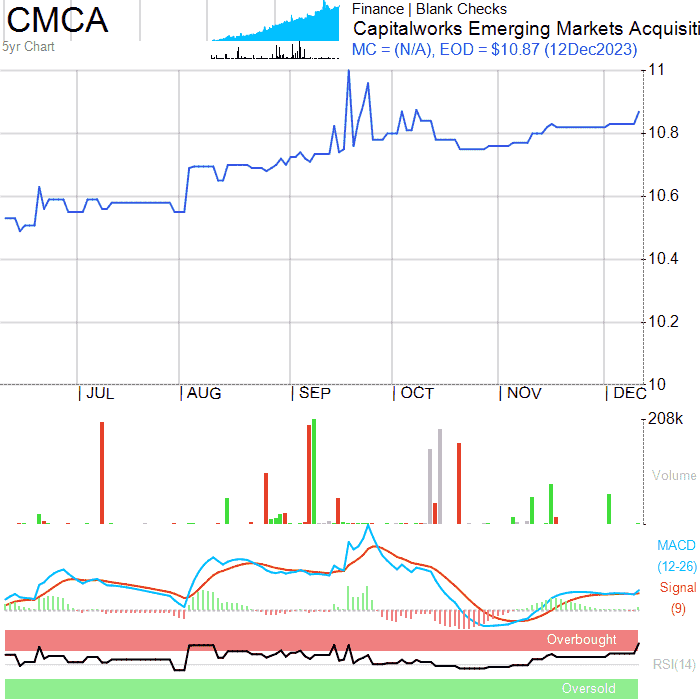 CMCA
5yr Chart
Finance | Blank Checks
Capitalworks Emerging Markets Acquisiti
MC = (N/A), EOD = $10.87 (12Dec2023)
11
10.8
10.6
10.4
10.2
10
| JUL | AUG | SEP | OCT | NOV | DEC
208k
Volume
MACD
(12-26)
Signal
(9)
Overbought
RSI(14)
Oversold